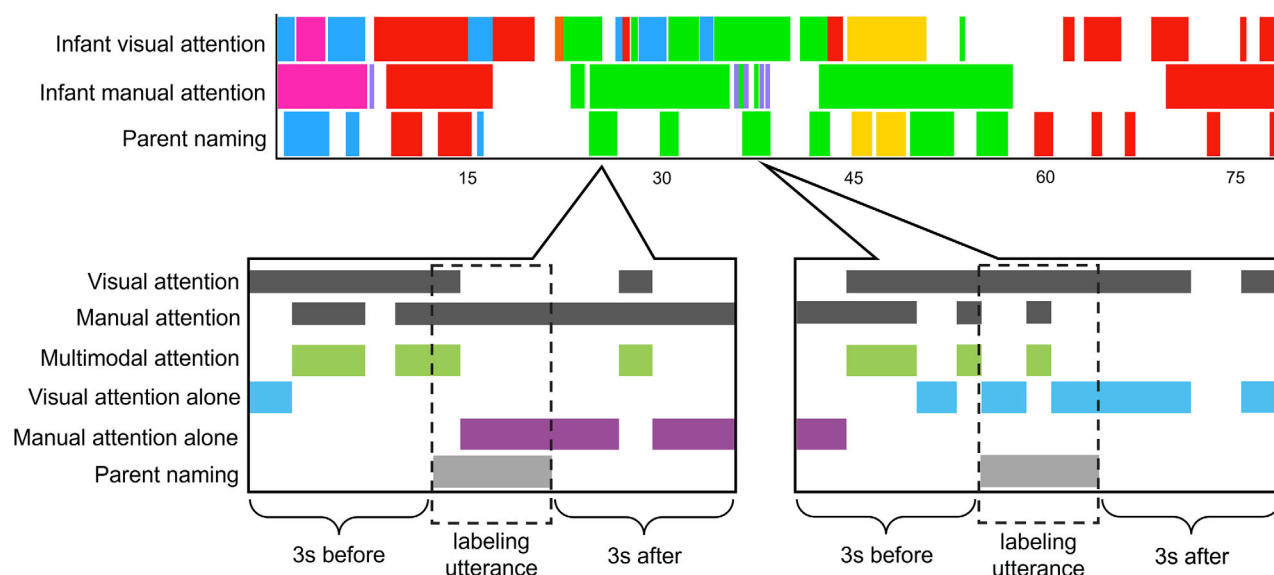 Infant visual attention
Infant manual attention
Parent naming
15 30 45 60 75
Visual attention
Manual attention
Multimodal attention
Visual attention alone
Manual attention alone
Parent naming
3s before
labeling
utterance
3s after
3s before
labeling
utterance
3s after